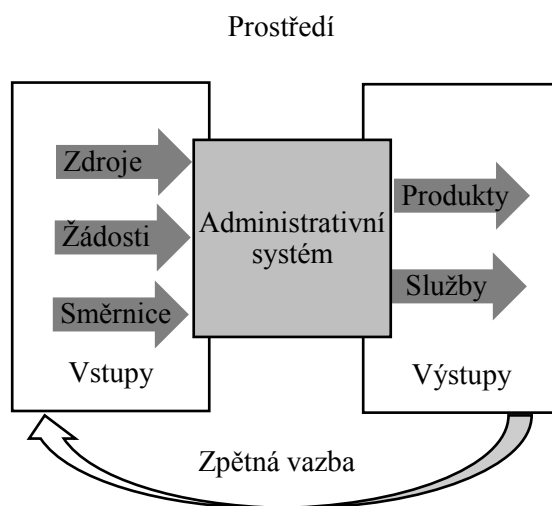 Prostředí
Zdroje
Žádosti
Směrnice
Vstupy
Administrativní
systém
Produkty
Služby
Výstupy
Zpětná vazba